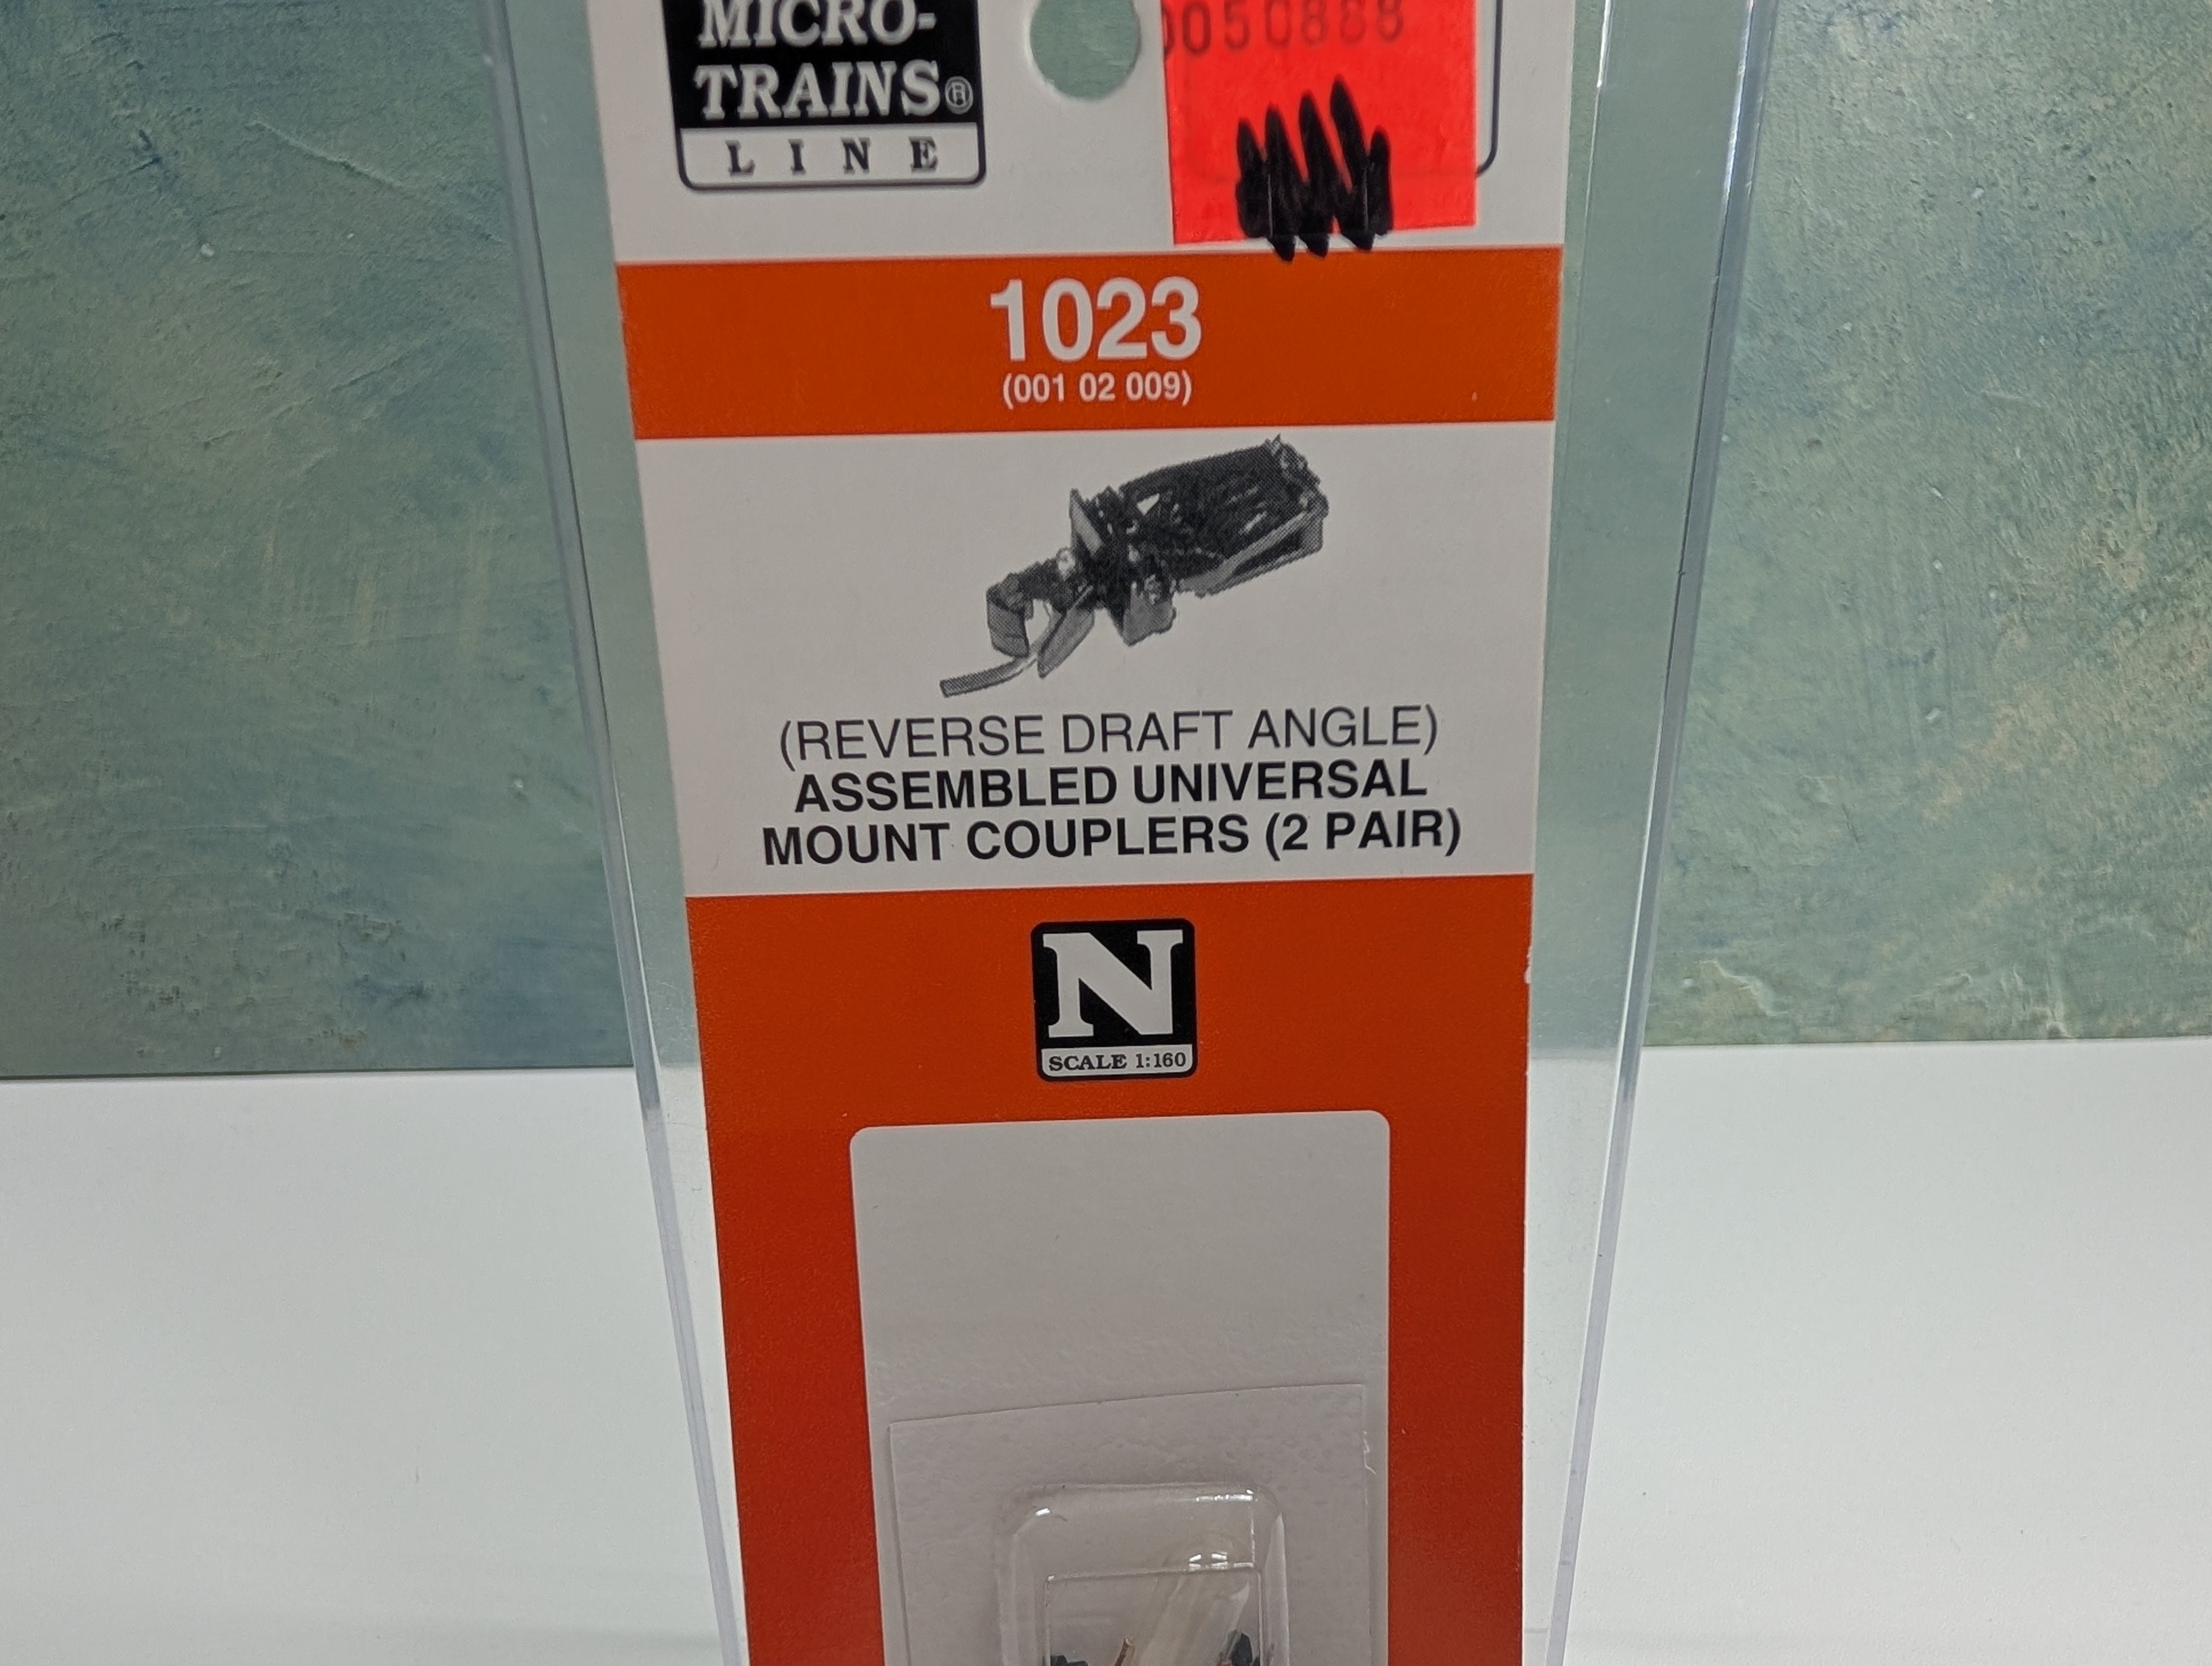 MICRO-
TRAINS®
LINE
1023
(001 02 009)
(REVERSE DRAFT ANGLE)
ASSEMBLED UNIVERSAL
MOUNT COUPLERS (2 PAIR)
N
SCALE 1:160